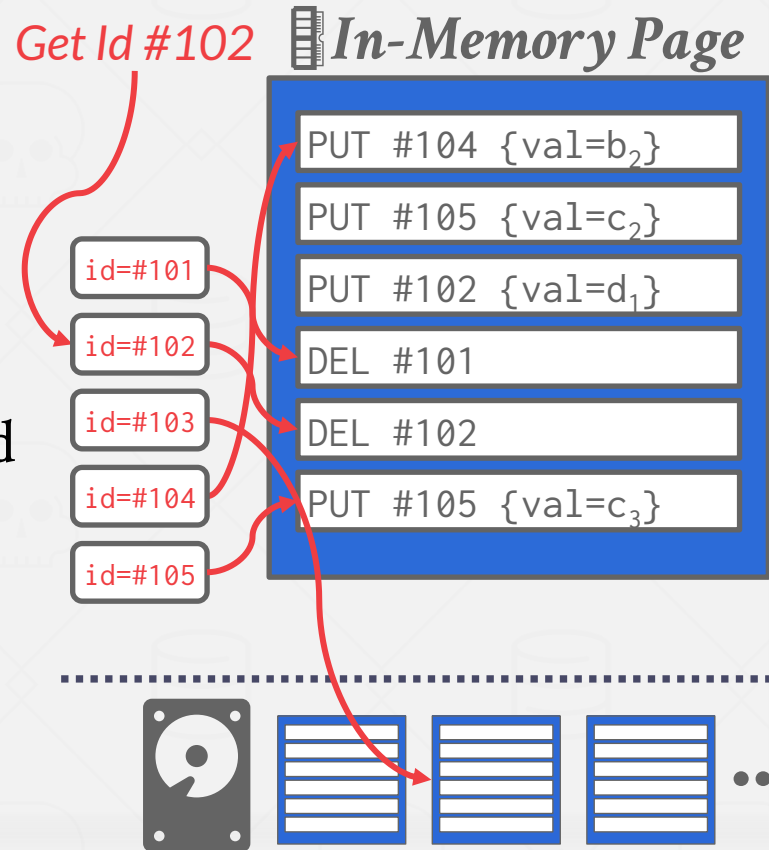 Get Id #102
In-Memory Page
PUT #104 {val=b₂}
PUT #105 {val=c₂}
PUT #102 {val=d₁}
DEL #101
DEL #102
PUT #105 {val=c₃}
id=#101
id=#102
id=#103
id=#104
id=#105
d